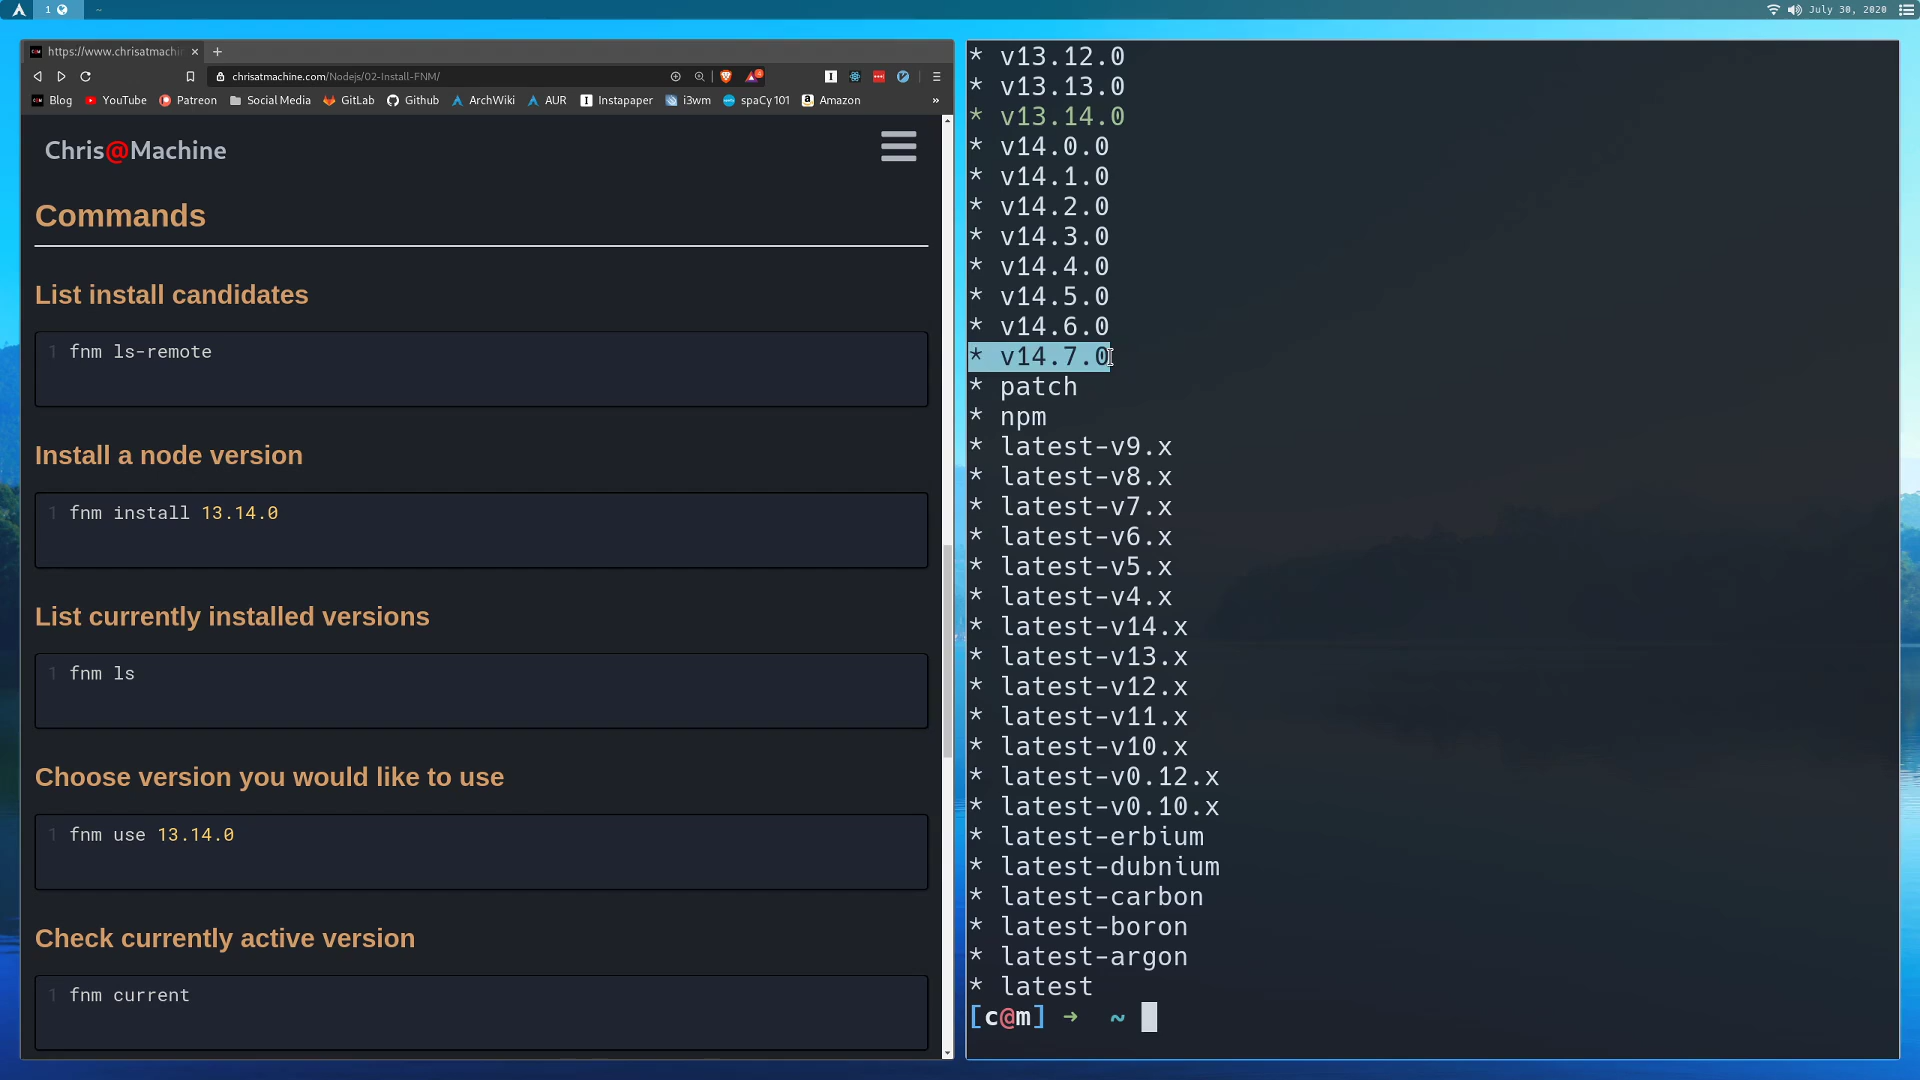 1
~
July 30, 2020
https://www.chrisatmachi
chrisatmachine.com/Nodejs/02-Install-FNM/
Blog YouTube Patreon Social Media GitLab Github ArchWiki AUR Instapaper i3wm spaCy 101 Amazon »
Chris@Machine
Commands
List install candidates
1 fnm ls-remote
Install a node version
1 fnm install 13.14.0
List currently installed versions
1 fnm ls
Choose version you would like to use
1 fnm use 13.14.0
Check currently active version
1 fnm current
* v13.12.0
* v13.13.0
* v13.14.0
* v14.0.0
* v14.1.0
* v14.2.0
* v14.3.0
* v14.4.0
* v14.5.0
* v14.6.0
* v14.7.0
* patch
* npm
* latest-v9.x
* latest-v8.x
* latest-v7.x
* latest-v6.x
* latest-v5.x
* latest-v4.x
* latest-v14.x
* latest-v13.x
* latest-v12.x
* latest-v11.x
* latest-v10.x
* latest-v0.12.x
* latest-v0.10.x
* latest-erbium
* latest-dubnium
* latest-carbon
* latest-boron
* latest-argon
* latest
[c@m] → ~